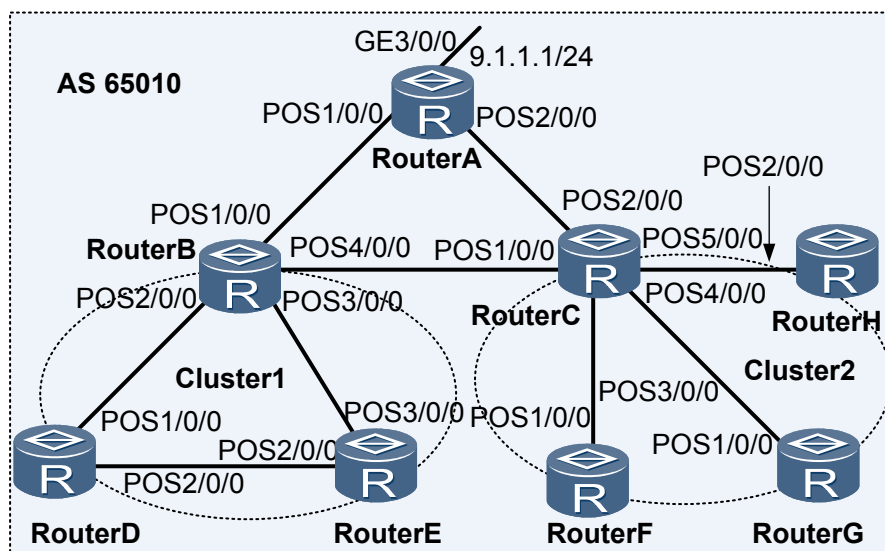 GE3/0/0
9.1.1.1/24
AS 65010
POS1/0/0
R
POS2/0/0
RouterA
POS2/0/0
POS1/0/0
POS2/0/0
RouterB
POS4/0/0
POS1/0/0
POS5/0/0
R
R
R
POS2/0/0
POS3/0/0
RouterC
POS4/0/0
RouterH
Cluster1
Cluster2
POS3/0/0
POS1/0/0
POS3/0/0
POS1/0/0
POS2/0/0
POS1/0/0
R
POS2/0/0
R
R
R
RouterD
RouterE
RouterF
RouterG